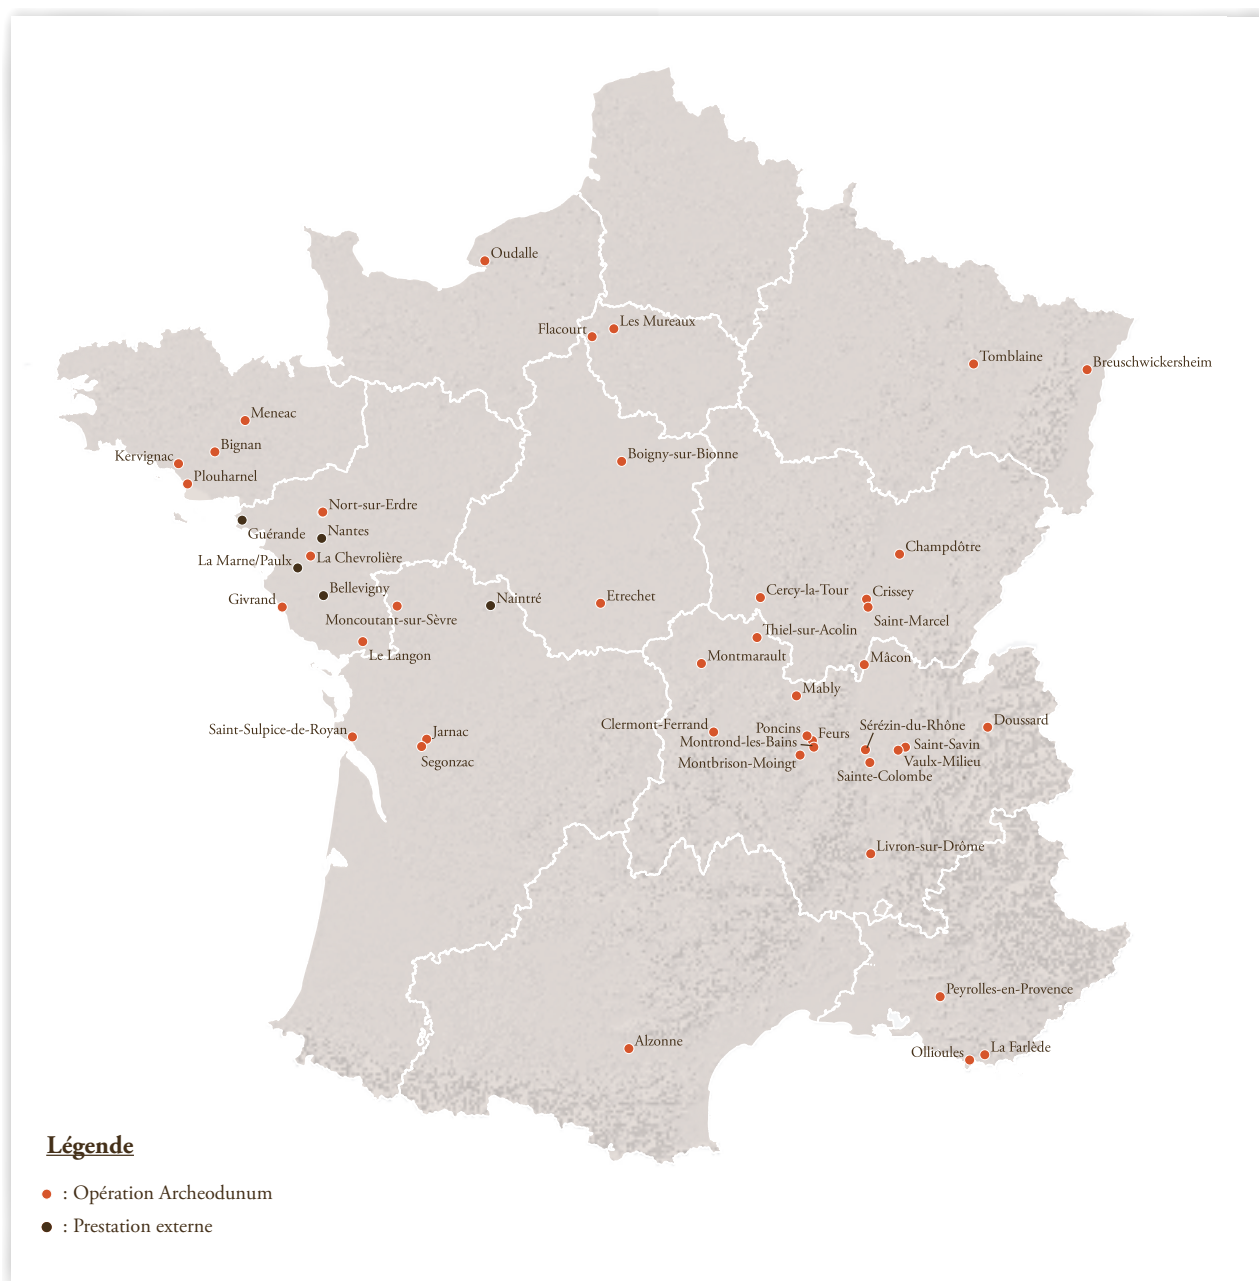 Oudalle
Les Mureaux
Flacourt
Tomblaine
Breuschwickersheim
Meneac
Bignan
Kervignac
Plouharnel
Boigny-sur-Bionne
Nort-sur-Erdre
Guérande
Nantes
La Marne/Paulx
La Chevrolière
Champdôtre
Bellevigny
Givrand
Moncoutant-sur-Sèvre
Naintré
Etrechet
Cercy-la-Tour
Crissey
Saint-Marcel
Thiel-sur-Acolin
Le Langon
Montmarault
Mâcon
Mably
Saint-Sulpice-de-Royan
Jarnac
Segonzac
Clermont-Ferrand
Poncins
Feurs
Montrond-les-Bains
Montbrison-Moingt
Sérézin-du-Rhône
Doussard
Saint-Savin
Vaulx-Milieu
Sainte-Colombe
Livron-sur-Drôme
Peyrolles-en-Provence
Alzonne
Ollioules
La Farlède
Légende
: Opération Archeodunum
: Prestation externe